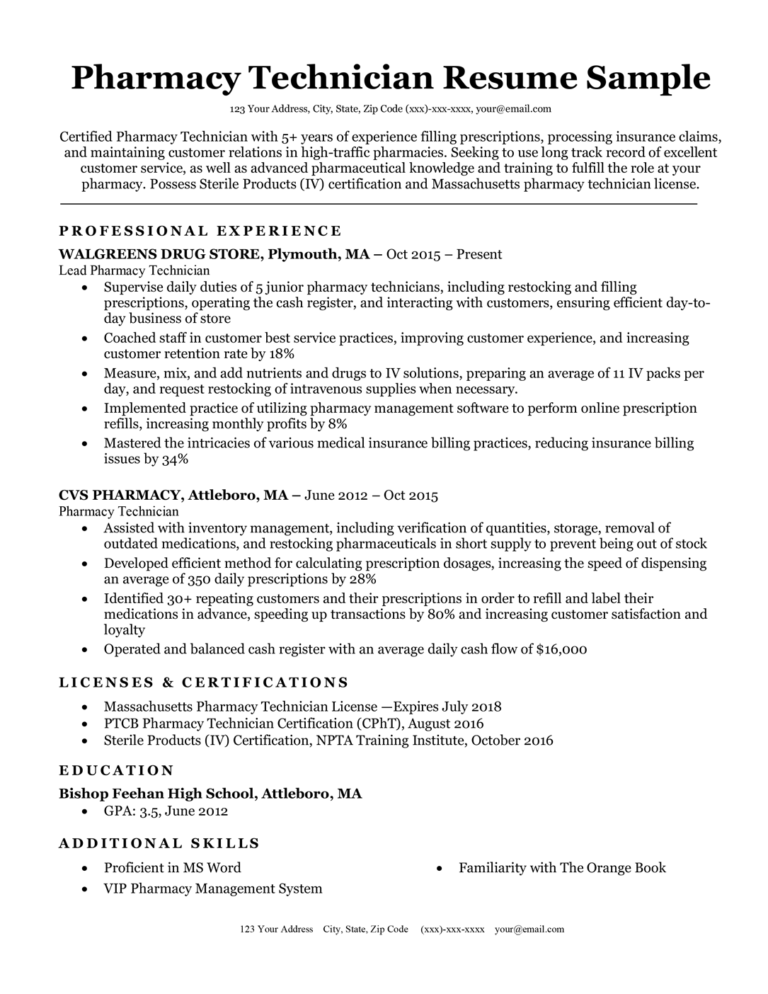 Pharmacy Technician Resume Sample
123 Your Address, City, State, Zip Code (xxx)-xxx-xxxx, your@email.com
Certified Pharmacy Technician with 5+ years of experience filling prescriptions, processing insurance claims,
and maintaining customer relations in high-traffic pharmacies. Seeking to use long track record of excellent
customer service, as well as advanced pharmaceutical knowledge and training to fulfill the role at your
pharmacy. Possess Sterile Products (IV) certification and Massachusetts pharmacy technician license.
PROFESSIONAL EXPERIENCE
WALGREENS DRUG STORE, Plymouth, MA – Oct 2015 – Present
Lead Pharmacy Technician
• Supervise daily duties of 5 junior pharmacy technicians, including restocking and filling
prescriptions, operating the cash register, and interacting with customers, ensuring efficient day-to-
day business of store
• Coached staff in customer best service practices, improving customer experience, and increasing
customer retention rate by 18%
• Measure, mix, and add nutrients and drugs to IV solutions, preparing an average of 11 IV packs per
day, and request restocking of intravenous supplies when necessary.
• Implemented practice of utilizing pharmacy management software to perform online prescription
refills, increasing monthly profits by 8%
• Mastered the intricacies of various medical insurance billing practices, reducing insurance billing
issues by 34%
CVS PHARMACY, Attleboro, MA – June 2012 – Oct 2015
Pharmacy Technician
• Assisted with inventory management, including verification of quantities, storage, removal of
outdated medications, and restocking pharmaceuticals in short supply to prevent being out of stock
• Developed efficient method for calculating prescription dosages, increasing the speed of dispensing
an average of 350 daily prescriptions by 28%
• Identified 30+ repeating customers and their prescriptions in order to refill and label their
medications in advance, speeding up transactions by 80% and increasing customer satisfaction and
loyalty
• Operated and balanced cash register with an average daily cash flow of $16,000
LICENSES & CERTIFICATIONS
• Massachusetts Pharmacy Technician License —Expires July 2018
• PTCB Pharmacy Technician Certification (CPhT), August 2016
• Sterile Products (IV) Certification, NPTA Training Institute, October 2016
EDUCATION
Bishop Feehan High School, Attleboro, MA
• GPA: 3.5, June 2012
ADDITIONAL SKILLS
• Proficient in MS Word
• VIP Pharmacy Management System
• Familiarity with The Orange Book
123 Your Address City, State, Zip Code (xxx)-xxx-xxxx your@email.com